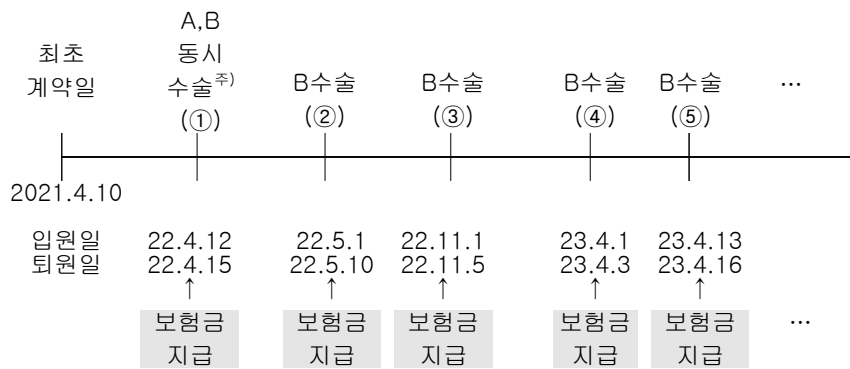 A,B
최초 동시
계약일 수술주) B수술 B수술 B수술 B수술 …
(①) (②) (③) (④) (⑤)
2021.4.10
입원일 22.4.12 22.5.1 22.11.1 23.4.1 23.4.13
퇴원일 22.4.15 22.5.10 22.11.5 23.4.3 23.4.16
↑ ↑ ↑ ↑ ↑
보험금 보험금 보험금 보험금 보험금 …
지급 지급 지급 지급 지급